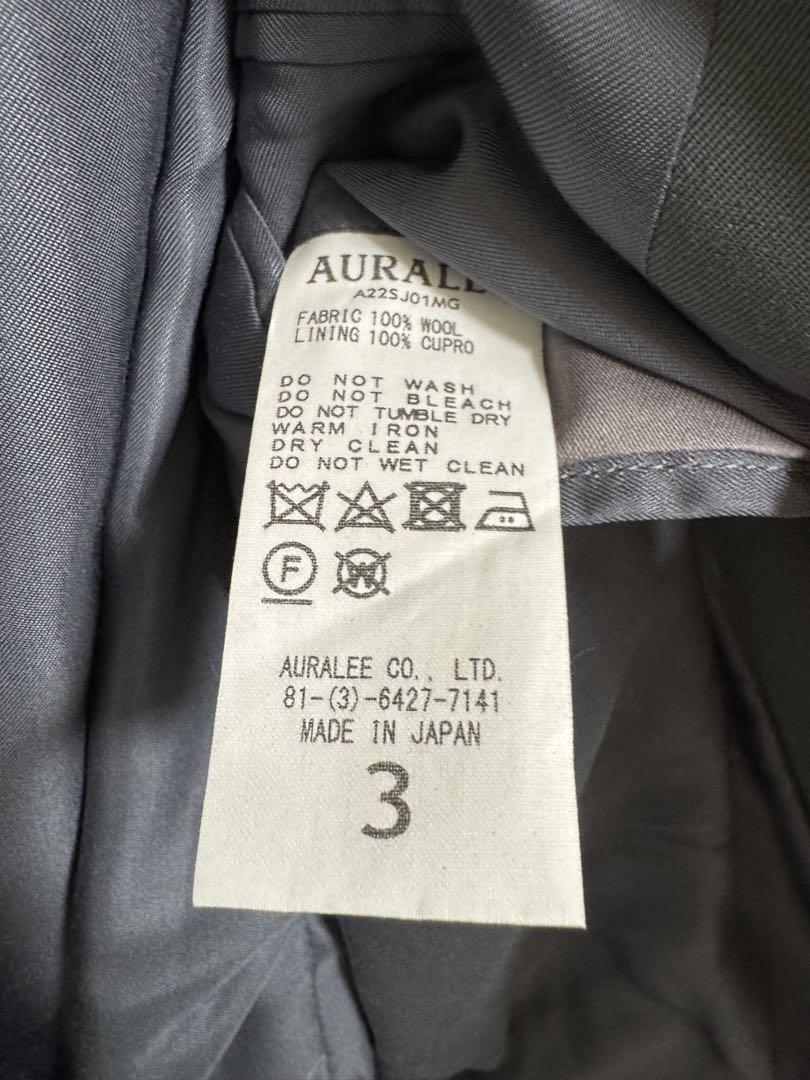 AURALE
A22SJ01MG
FABRIC 100% WOOL
LINING 100% CUPRO
DO NOT WASH
DO NOT BLEACH
DO NOT TUMBLE DRY
WARM IRON
DRY CLEAN
DO NOT WET CLEAN
F W
AURALEE CO., LTD.
81-(3)-6427-7141
MADE IN JAPAN
3